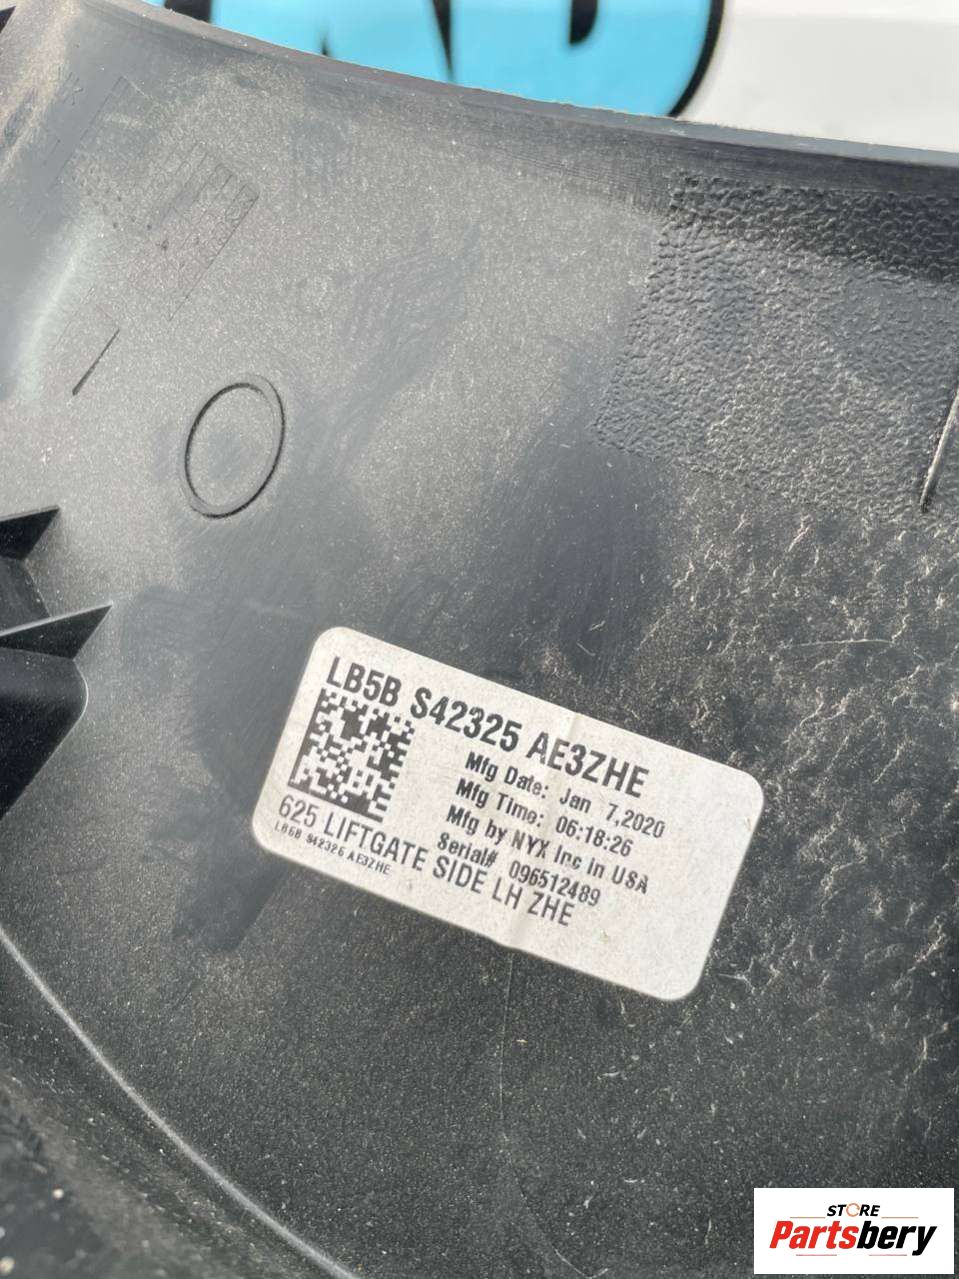 LB5B S42325 AE3ZHE
Mfg Date: Jan 7,2020
Mfg Time: 06:18:26
Mfg by NYX Inc in USA
Serial# 096512489
625 LIFTGATE SIDE LH ZHE
LB5B S42325 AE3ZHE
STORE
Partsbery